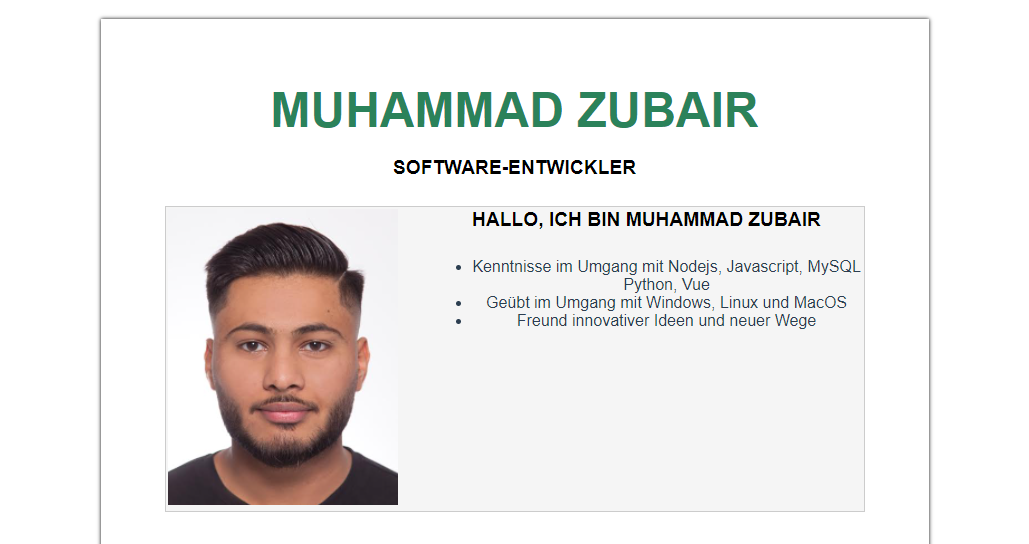 MUHAMMAD ZUBAIR
SOFTWARE-ENTWICKLER
HALLO, ICH BIN MUHAMMAD ZUBAIR
• Kenntnisse im Umgang mit Nodejs, Javascript, MySQL
Python, Vue
• Geübt im Umgang mit Windows, Linux und MacOS
• Freund innovativer Ideen und neuer Wege